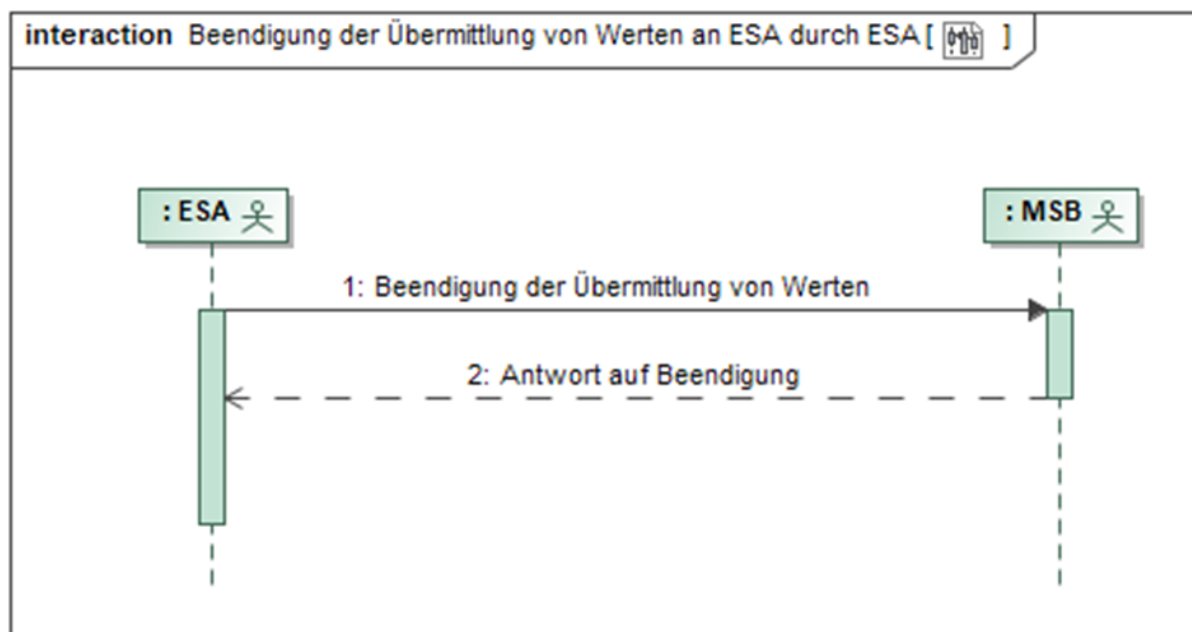 interaction Beendigung der Übermittlung von Werten an ESA durch ESA [ ]
: ESA
: MSB
1: Beendigung der Übermittlung von Werten
2: Antwort auf Beendigung